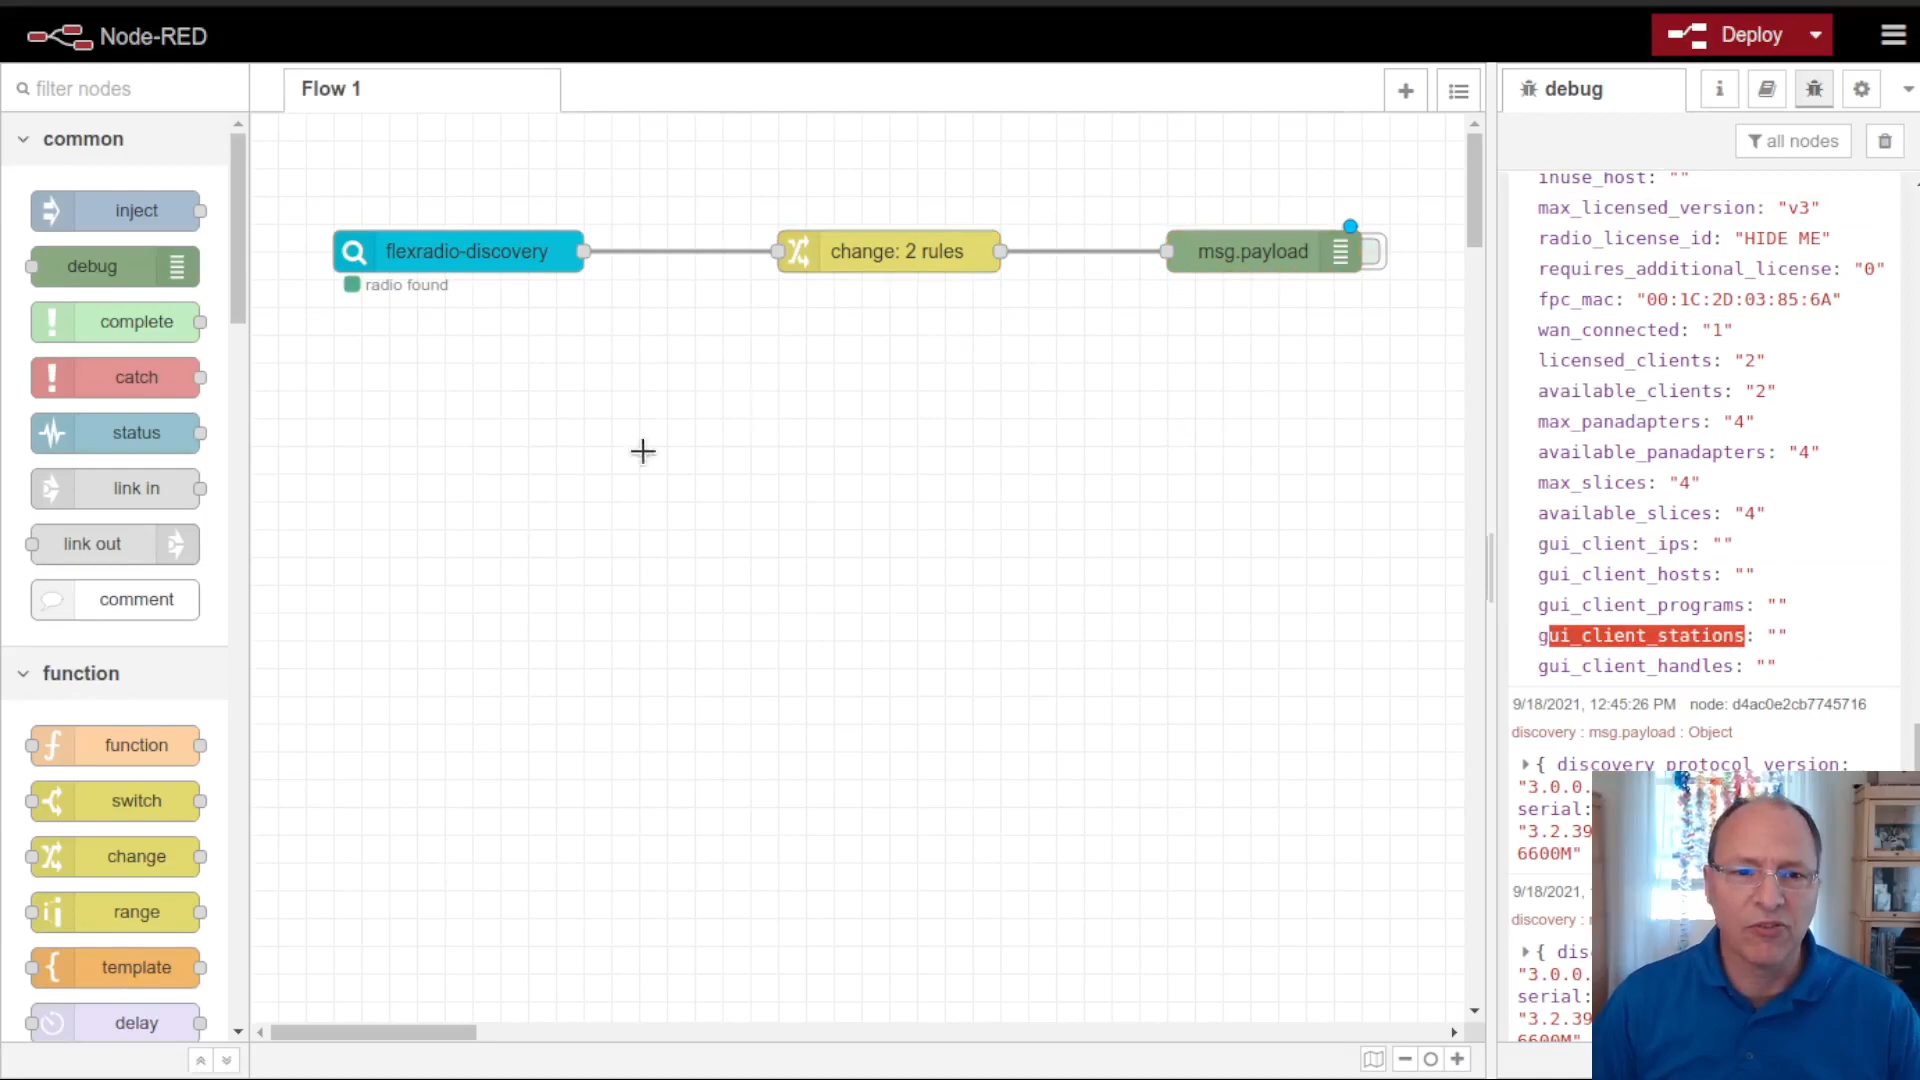 Node-RED
Deploy
filter nodes
Flow 1
debug
all nodes
common
inject
debug
complete
catch
status
link in
link out
comment
function
function
switch
change
range
template
delay
flexradio-discovery
radio found
change: 2 rules
msg.payload
inuse_host: ""
max_licensed_version: "v3"
radio_license_id: "HIDE ME"
requires_additional_license: "0"
fpc_mac: "00:1C:2D:03:85:6A"
wan_connected: "1"
licensed_clients: "2"
available_clients: "2"
max_panadapters: "4"
available_panadapters: "4"
max_slices: "4"
available_slices: "4"
gui_client_ips: ""
gui_client_hosts: ""
gui_client_programs: ""
gui_client_stations: ""
gui_client_handles: ""
9/18/2021, 12:45:26 PM node: d4ac0e2cb7745716
discovery : msg.payload : Object
{ discovery_protocol_version:
"3.0.0.
serial:
"3.2.39
6600M"
9/18/2021,
discovery :
{ dis
"3.0.0.
serial:
"3.2.39
6600M"